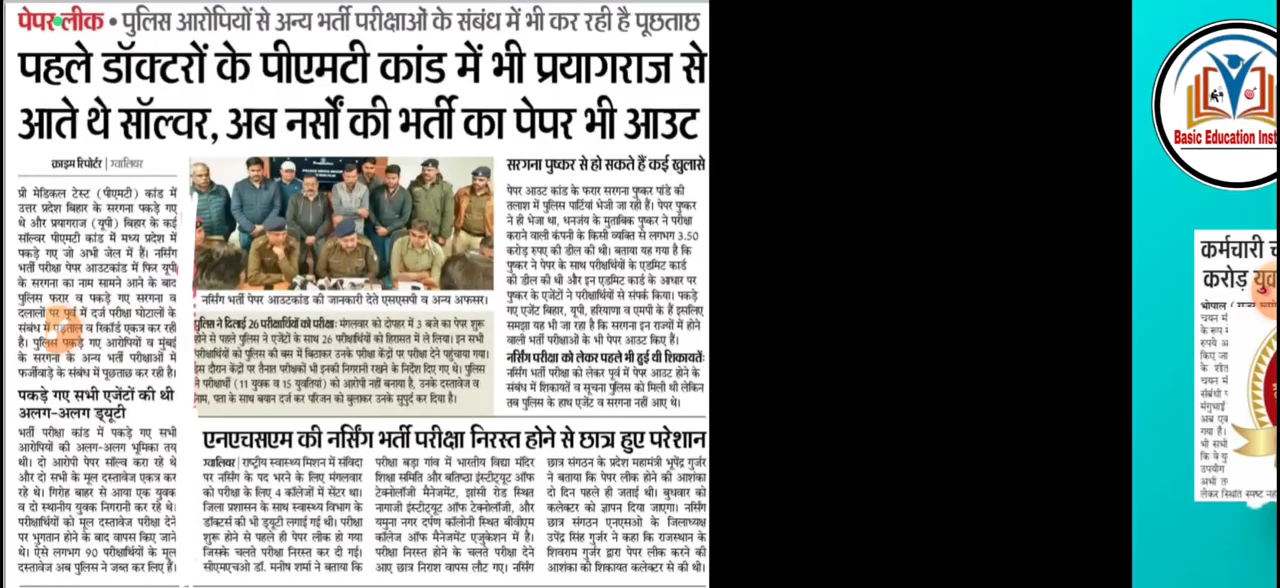 पेपर लीक • पुलिस आरोपियों से अन्य भर्ती परीक्षाओं के संबंध में भी कर रही है पूछताछ
पहले डॉक्टरों के पीएमटी कांड में भी प्रयागराज से
आते थे सॉल्वर, अब नर्सों की भर्ती का पेपर भी आउट
क्राइम रिपोर्टर | ग्वालियर
प्री मेडिकल टेस्ट (पीएमटी) कांड में
उत्तर प्रदेश बिहार के सरगना पकड़े गए
थे और प्रयागराज (यूपी) बिहार के कई
सॉल्वर पीएमटी कांड में मध्य प्रदेश में
पकड़े गए जो अभी जेल में हैं। नर्सिंग
भर्ती परीक्षा पेपर आउटकांड में फिर यूपी
के सरगना का नाम सामने आने के बाद
पुलिस फरार व पकड़े गए सरगना व
दलालों पर पूर्व में दर्ज परीक्षा घोटालों के
संबंध में पड़ताल व रिकॉर्ड एकत्र कर रही
है। पुलिस पकड़े गए आरोपियों व मुंबई
के सरगना के अन्य भर्ती परीक्षाओं में
फर्जीवाड़े के संबंध में पूछताछ कर रही है।
पकड़े गए सभी एजेंटों की थी
अलग-अलग ड्यूटी
भर्ती परीक्षा कांड में पकड़े गए सभी
आरोपियों की अलग-अलग भूमिका तय
थी। दो आरोपी पेपर सॉल्व करा रहे थे
और दो सभी के मूल दस्तावेज एकत्र कर
रहे थे। गिरोह बाहर से आया एक युवक
व दो स्थानीय युवक निगरानी कर रहे थे।
परीक्षार्थियों को मूल दस्तावेज परीक्षा देने
पर भुगतान होने के बाद वापस किए जाने
थे। ऐसे लगभग 90 परीक्षार्थियों के मूल
दस्तावेज अब पुलिस ने जब्त कर लिए हैं।
नर्सिंग भर्ती पेपर आउटकांड की जानकारी देते एसएसपी व अन्य अफसर।
पुलिस ने दिलाई 26 परीक्षार्थियों को परीक्षा: मंगलवार को दोपहर में 3 बजे का पेपर शुरू
होने से पहले पुलिस ने एजेंटों के साथ 26 परीक्षार्थियों को हिरासत में ले लिया। इन सभी
परीक्षार्थियों को पुलिस की बस में बिठाकर उनके परीक्षा केंद्रों पर परीक्षा देने पहुंचाया गया।
इस दौरान केंद्रों पर तैनात परीक्षकों भी इनकी निगरानी रखने के निर्देश दिए गए थे। पुलिस
ने परीक्षार्थी (11 युवक व 15 युवतियां) को आरोपी नहीं बनाया है, उनके दस्तावेज व
नाम, पता के साथ बयान दर्ज कर परिजन को बुलाकर उनके सुपुर्द कर दिया है।
सरगना पुष्कर से हो सकते हैं कई खुलासे
पेपर आउट कांड के फरार सरगना पुष्कर पांडे की
तलाश में पुलिस पार्टियां भेजी जा रही हैं। पेपर पुष्कर
ने ही भेजा था, धनंजय के मुताबिक पुष्कर ने परीक्षा
कराने वाली कंपनी के किसी व्यक्ति से लगभग 3.50
करोड़ रुपए की डील की थी। बताया यह गया है कि
पुष्कर ने पेपर के साथ परीक्षार्थियों के एडमिट कार्ड
की डील की थी और इन एडमिट कार्ड के आधार पर
पुष्कर के एजेंटों ने परीक्षार्थियों से संपर्क किया। पकड़े
गए एजेंट बिहार, यूपी, हरियाणा व एमपी के हैं इसलिए
समझा यह भी जा रहा है कि सरगना इन राज्यों में होने
वाली भर्ती परीक्षाओं के भी पेपर आउट किए हैं।
नर्सिंग परीक्षा को लेकर पहले भी हुई थी शिकायतें:
नर्सिंग भर्ती परीक्षा को लेकर पूर्व में पेपर आउट होने के
संबंध में शिकायतें व सूचना पुलिस को मिली थी लेकिन
तब पुलिस के हाथ एजेंट व सरगना नहीं आए थे।
एनएचसएम की नर्सिंग भर्ती परीक्षा निरस्त होने से छात्र हुए परेशान
ग्वालियर | राष्ट्रीय स्वास्थ्य मिशन में संविदा
पर नर्सिंग के पद भरने के लिए मंगलवार
को परीक्षा के लिए 4 कॉलेजों में सेंटर था।
जिला प्रशासन के साथ स्वास्थ्य विभाग के
डॉक्टर्स की भी ड्यूटी लगाई गई थी। परीक्षा
शुरू होने से पहले ही पेपर लीक हो गया
जिसके चलते परीक्षा निरस्त कर दी गई।
सीएमएचओ डॉ. मनीष शर्मा ने बताया कि
परीक्षा बड़ा गांव में भारतीय विद्या मंदिर
शिक्षा समिति और बतिष्ठा इंस्टीट्यूट ऑफ
टेक्नोलॉजी मैनेजमेंट, झांसी रोड स्थित
नागाजी इंस्टीट्यूट ऑफ टेक्नोलॉजी, और
यमुना नगर दर्पण कॉलोनी स्थित बीवीएम
कॉलेज ऑफ मैनेजमेंट एजुकेशन में है।
परीक्षा निरस्त होने के चलते परीक्षा देने
आए छात्र निराश वापस लौट गए। नर्सिंग
छात्र संगठन के प्रदेश महामंत्री भूपेंद्र गुर्जर
ने बताया कि पेपर लीक होने की आशंका
दो दिन पहले ही जताई थी। बुधवार को
कलेक्टर को ज्ञापन दिया जाएगा। नर्सिंग
छात्र संगठन एनएसओ के जिलाध्यक्ष
उपेंद्र सिंह गुर्जर ने कहा कि राजस्थान के
शिवराम गुर्जर द्वारा पेपर लीक करने की
आशंका की शिकायत कलेक्टर से की थी।
Basic Education Inst
कर्मचारी च
करोड़ युव
भोपाल
चयन मं
के रूप में
रुपये अ
किए जा
के शीत
चयन मं
संबंधी प
मंगुभाई
अब एव
गया है।
भी सभी
कि वे यु
उपयोग
अभी त
लेकर स्थिति स्पष्ट नह